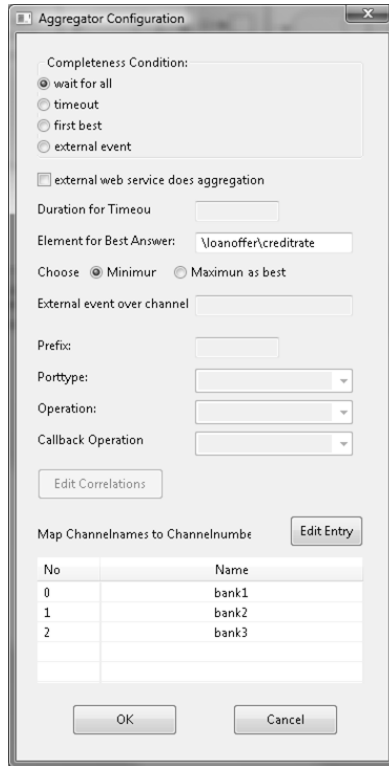 Aggregator Configuration
Completeness Condition:
wait for all
timeout
first best
external event
external web service does aggregation
Duration for Timeou
Element for Best Answer: \loanoffer\creditrate
Choose Minimur Maximun as best
External event over channel
Prefix:
Porttype:
Operation:
Callback Operation
Edit Correlations
Map Channelnames to Channelnumbe Edit Entry
No Name
0 bank1
1 bank2
2 bank3
OK Cancel